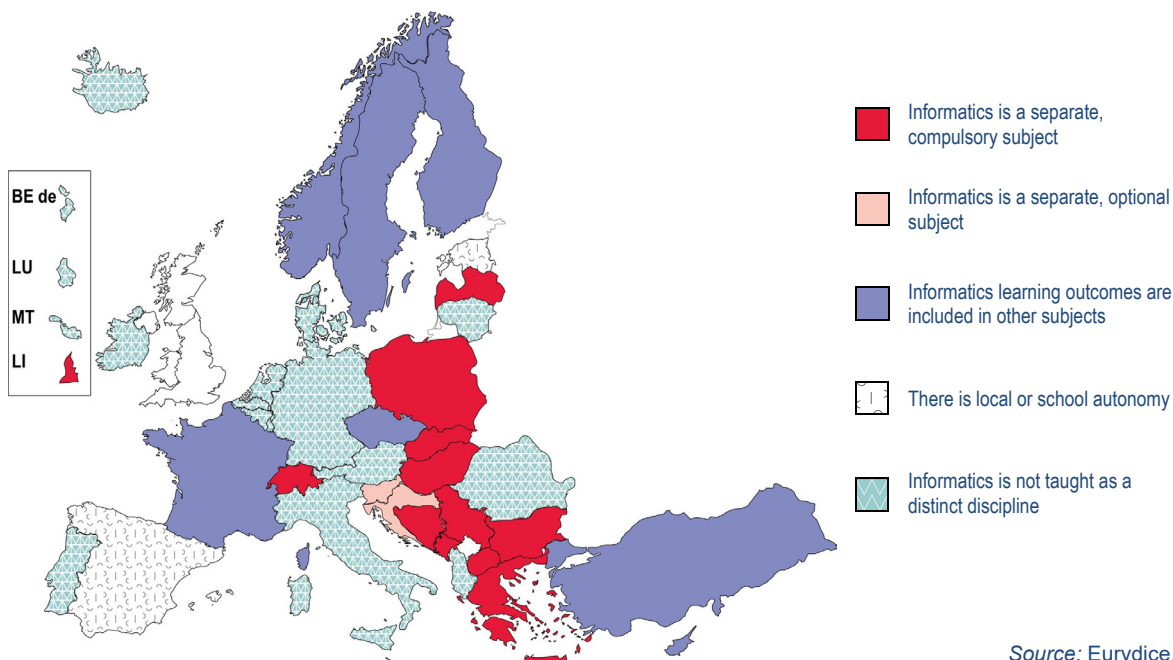 BE de
LU
MT
LI
Informatics is a separate,
compulsory subject
Informatics is a separate, optional
subject
Informatics learning outcomes are
included in other subjects
There is local or school autonomy
Informatics is not taught as a
distinct discipline
Source: Eurydice.